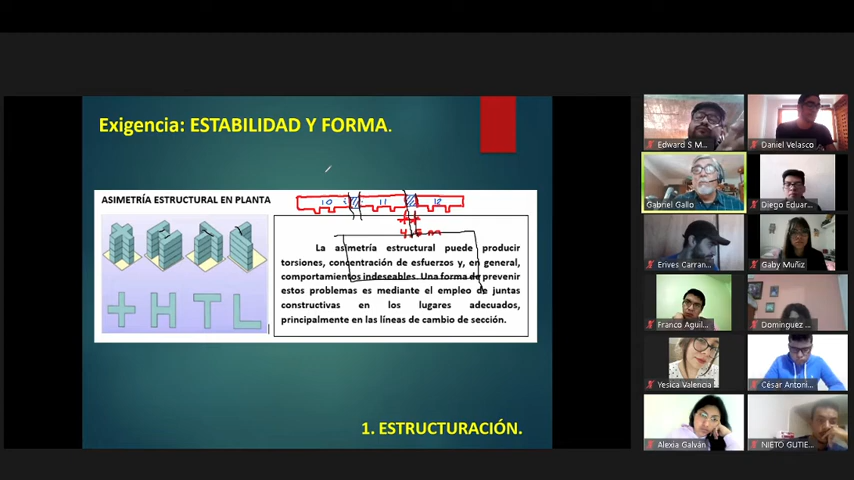 Exigencia: ESTABILIDAD Y FORMA.
ASIMETRÍA ESTRUCTURAL EN PLANTA
10
11
12
La asimetría estructural puede producir
torsiones, concentración de esfuerzos y, en general,
comportamientos indeseables. Una forma de prevenir
estos problemas es mediante el empleo de juntas
constructivas en los lugares adecuados,
principalmente en las líneas de cambio de sección.
1. ESTRUCTURACIÓN.
Edward S M...
Daniel Velasco
Gabriel Gallo
Diego Eduar...
Erives Carran...
Gaby Muñiz
Franco Aguil...
Dominguez
Yesica Valencia
César Antoni...
Alexia Galván
NIETO GUTIE...